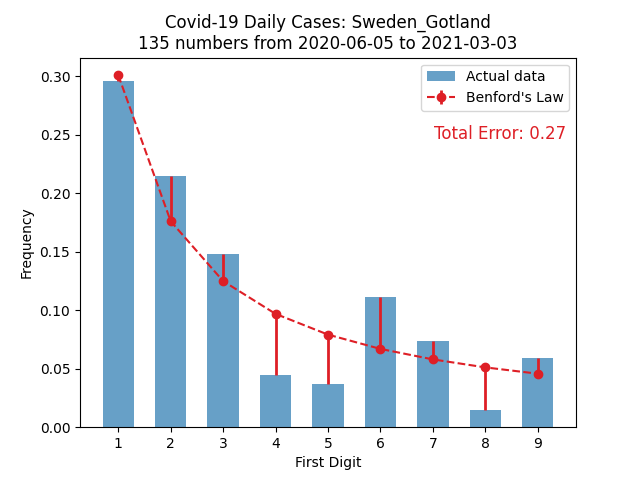 Covid-19 Daily Cases: Sweden_Gotland
135 numbers from 2020-06-05 to 2021-03-03
Actual data
Benford's Law
Total Error: 0.27
Frequency
0.30
0.25
0.20
0.15
0.10
0.05
0.00
1 2 3 4 5 6 7 8 9
First Digit